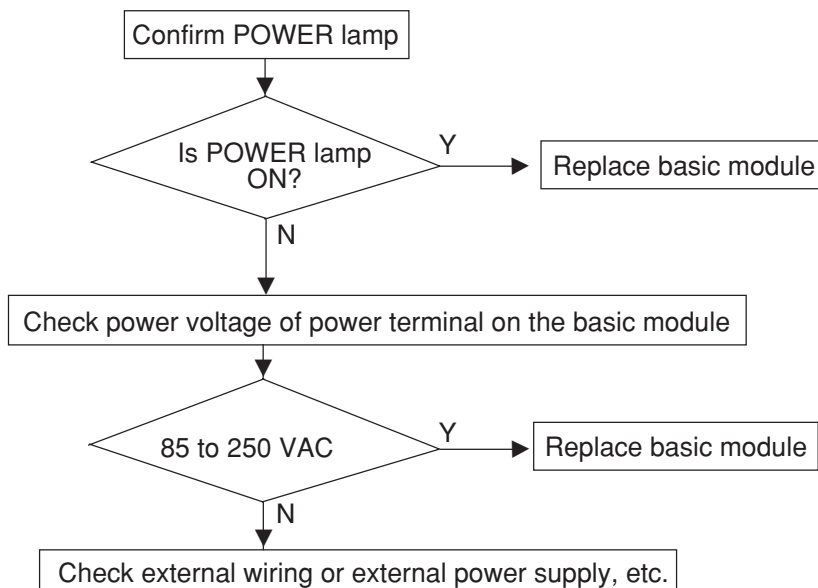 Confirm POWER lamp
Is POWER lamp
ON?
Y
Replace basic module
N
Check power voltage of power terminal on the basic module
85 to 250 VAC
Y
Replace basic module
N
Check external wiring or external power supply, etc.